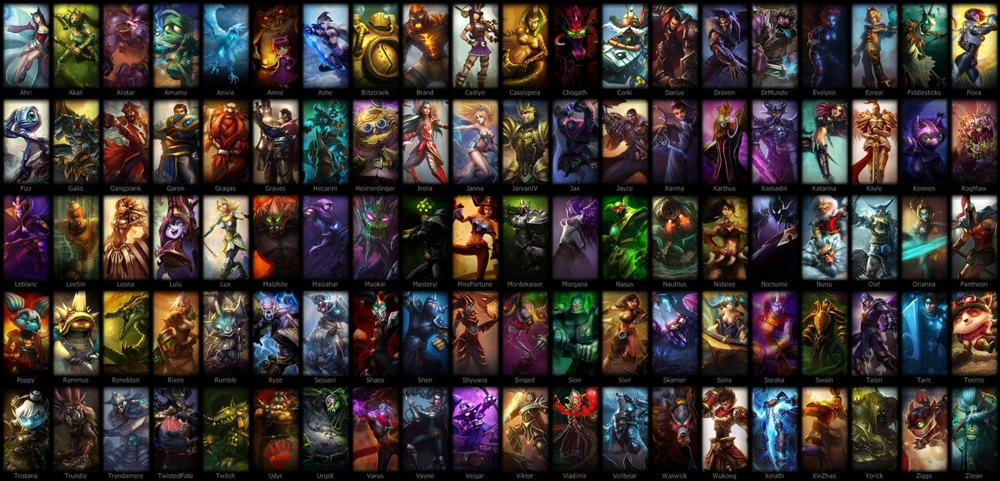 Ahri Akali Alistar Amumu Anivia Annie Ashe Blitzcrank Brand Caitlyn Cassiopeia Chogath Corki Darius Draven DrMundo Evelynn Ezreal Fiddlesticks Fiora
Fizz Galio Gangplank Garen Gragas Graves Hecarim Heimerdinger Irelia Janna JarvanIV Jax Jayce Karma Karthus Kassadin Katarina Kayle Kennen KogMaw
Leblanc LeeSin Leona Lulu Lux Malphite Malzahar Maokai Masteryi MissFortune Mordekaiser Morgana Nasus Nautilus Nidalee Nocturne Nunu Olaf Orianna Pantheon
Poppy Rammus Renekton Riven Rumble Ryze Sejuani Shaco Shen Shyvana Singed Sion Sivir Skarner Sona Soraka Swain Talon Taric Teemo
Tristana Trundle Tryndamere TwistedFate Twitch Udyr Urgot Varus Vayne Veigar Viktor Vladimir Volibear Warwick Wukong Xerath XinZhao Yorick Ziggs Zilean